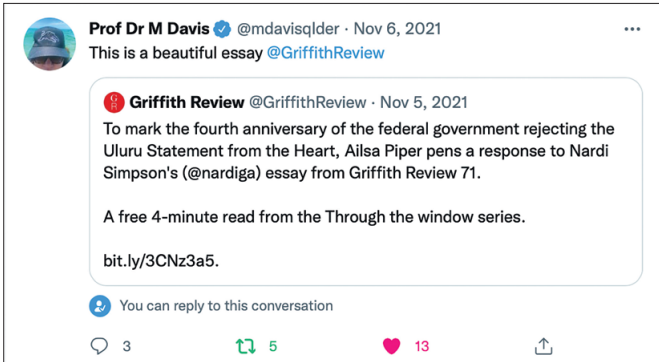 Prof Dr M Davis @mdavisqlder · Nov 6, 2021
This is a beautiful essay @GriffithReview
Griffith Review @GriffithReview · Nov 5, 2021
To mark the fourth anniversary of the federal government rejecting the
Uluru Statement from the Heart, Ailsa Piper pens a response to Nardi
Simpson's (@nardiga) essay from Griffith Review 71.
A free 4-minute read from the Through the window series.
bit.ly/3CNz3a5.
You can reply to this conversation
3 5 13